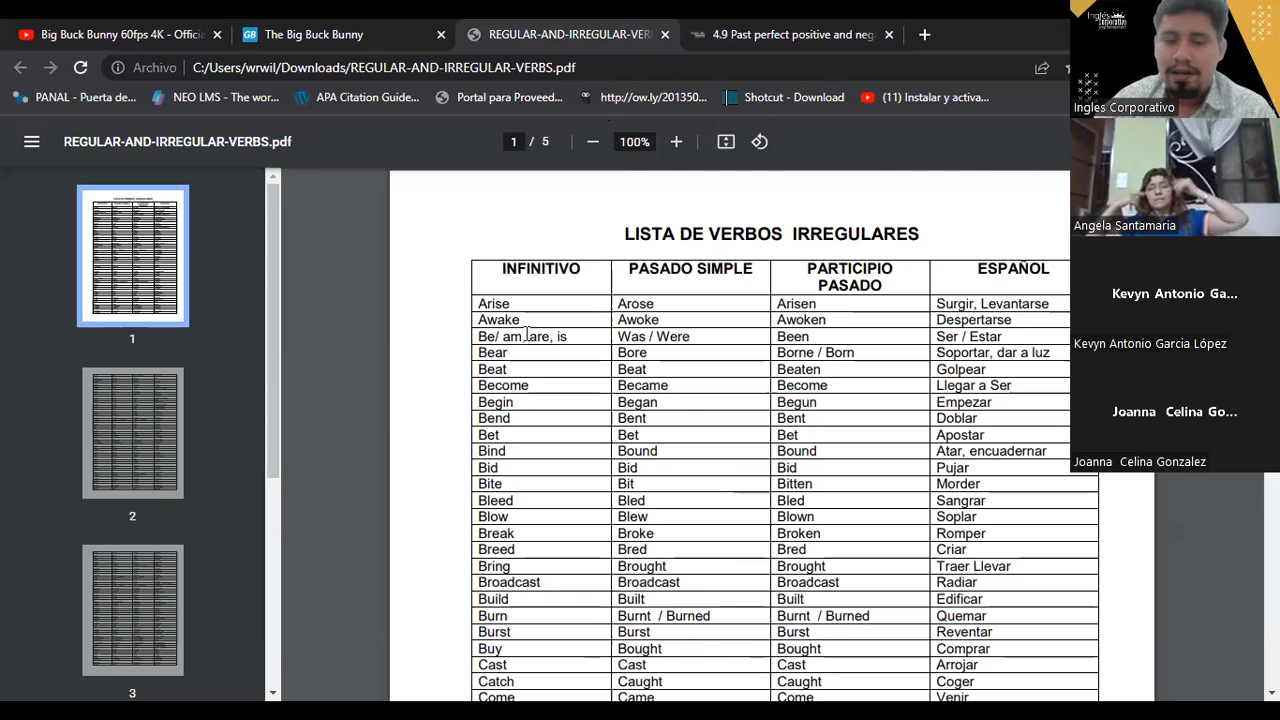 Big Buck Bunny 60fps 4K - Offici
The Big Buck Bunny
REGULAR-AND-IRREGULAR-VER
4.9 Past perfect positive and neg
Archivo
C:/Users/wrwil/Downloads/REGULAR-AND-IRREGULAR-VERBS.pdf
PANAL - Puerta de...
NEO LMS - The wor...
APA Citation Guide...
Portal para Proveed...
http://ow.ly/201350...
Shotcut - Download
(11) Instalar y activa...
REGULAR-AND-IRREGULAR-VERBS.pdf
1 / 5
100%
1
2
3
LISTA DE VERBOS IRREGULARES
INFINITIVO PASADO SIMPLE PARTICIPIO PASADO ESPAÑOL
Arise Arose Arisen Surgir, Levantarse
Awake Awoke Awoken Despertarse
Be/ am, are, is Was / Were Been Ser / Estar
Bear Bore Borne / Born Soportar, dar a luz
Beat Beat Beaten Golpear
Become Became Become Llegar a Ser
Begin Began Begun Empezar
Bend Bent Bent Doblar
Bet Bet Bet Apostar
Bind Bound Bound Atar, encuadernar
Bid Bid Bid Pujar
Bite Bit Bitten Morder
Bleed Bled Bled Sangrar
Blow Blew Blown Soplar
Break Broke Broken Romper
Breed Bred Bred Criar
Bring Brought Brought Traer Llevar
Broadcast Broadcast Broadcast Radiar
Build Built Built Edificar
Burn Burnt / Burned Burnt / Burned Quemar
Burst Burst Burst Reventar
Buy Bought Bought Comprar
Cast Cast Cast Arrojar
Catch Caught Caught Coger
Come Came Come Venir
Inglés
Corporativo
Ingles Corporativo
Angela Santamaria
Kevyn Antonio Ga...
Kevyn Antonio Garcia López
Joanna Celina Go...
Joanna Celina Gonzalez